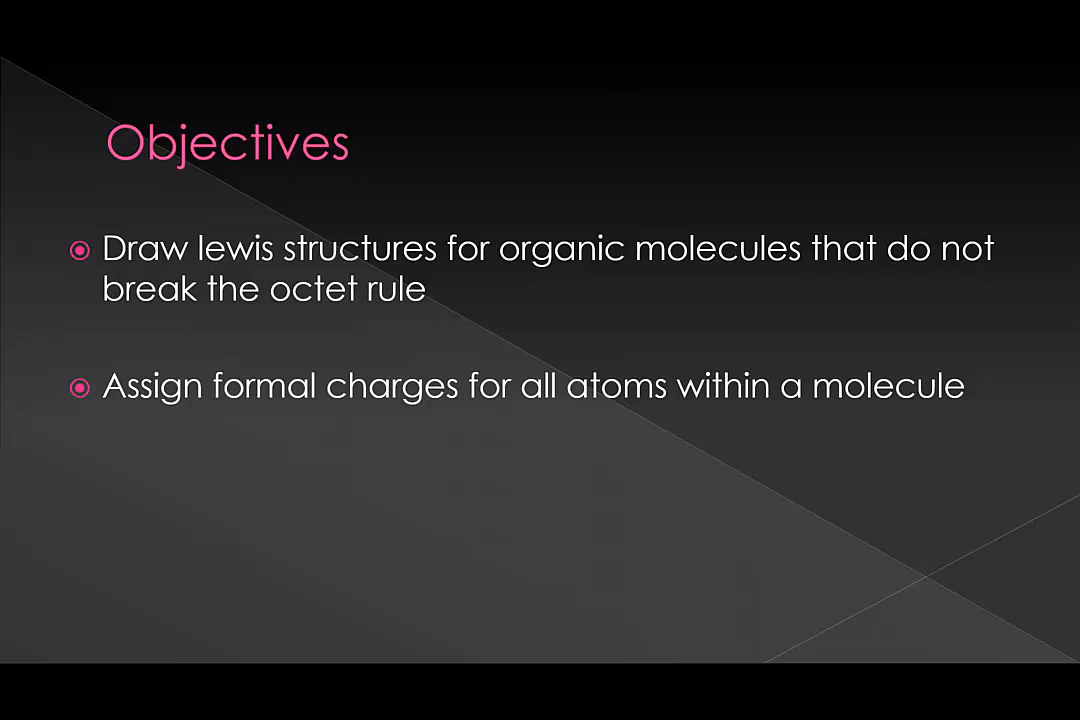 Objectives
Draw lewis structures for organic molecules that do not
break the octet rule
Assign formal charges for all atoms within a molecule